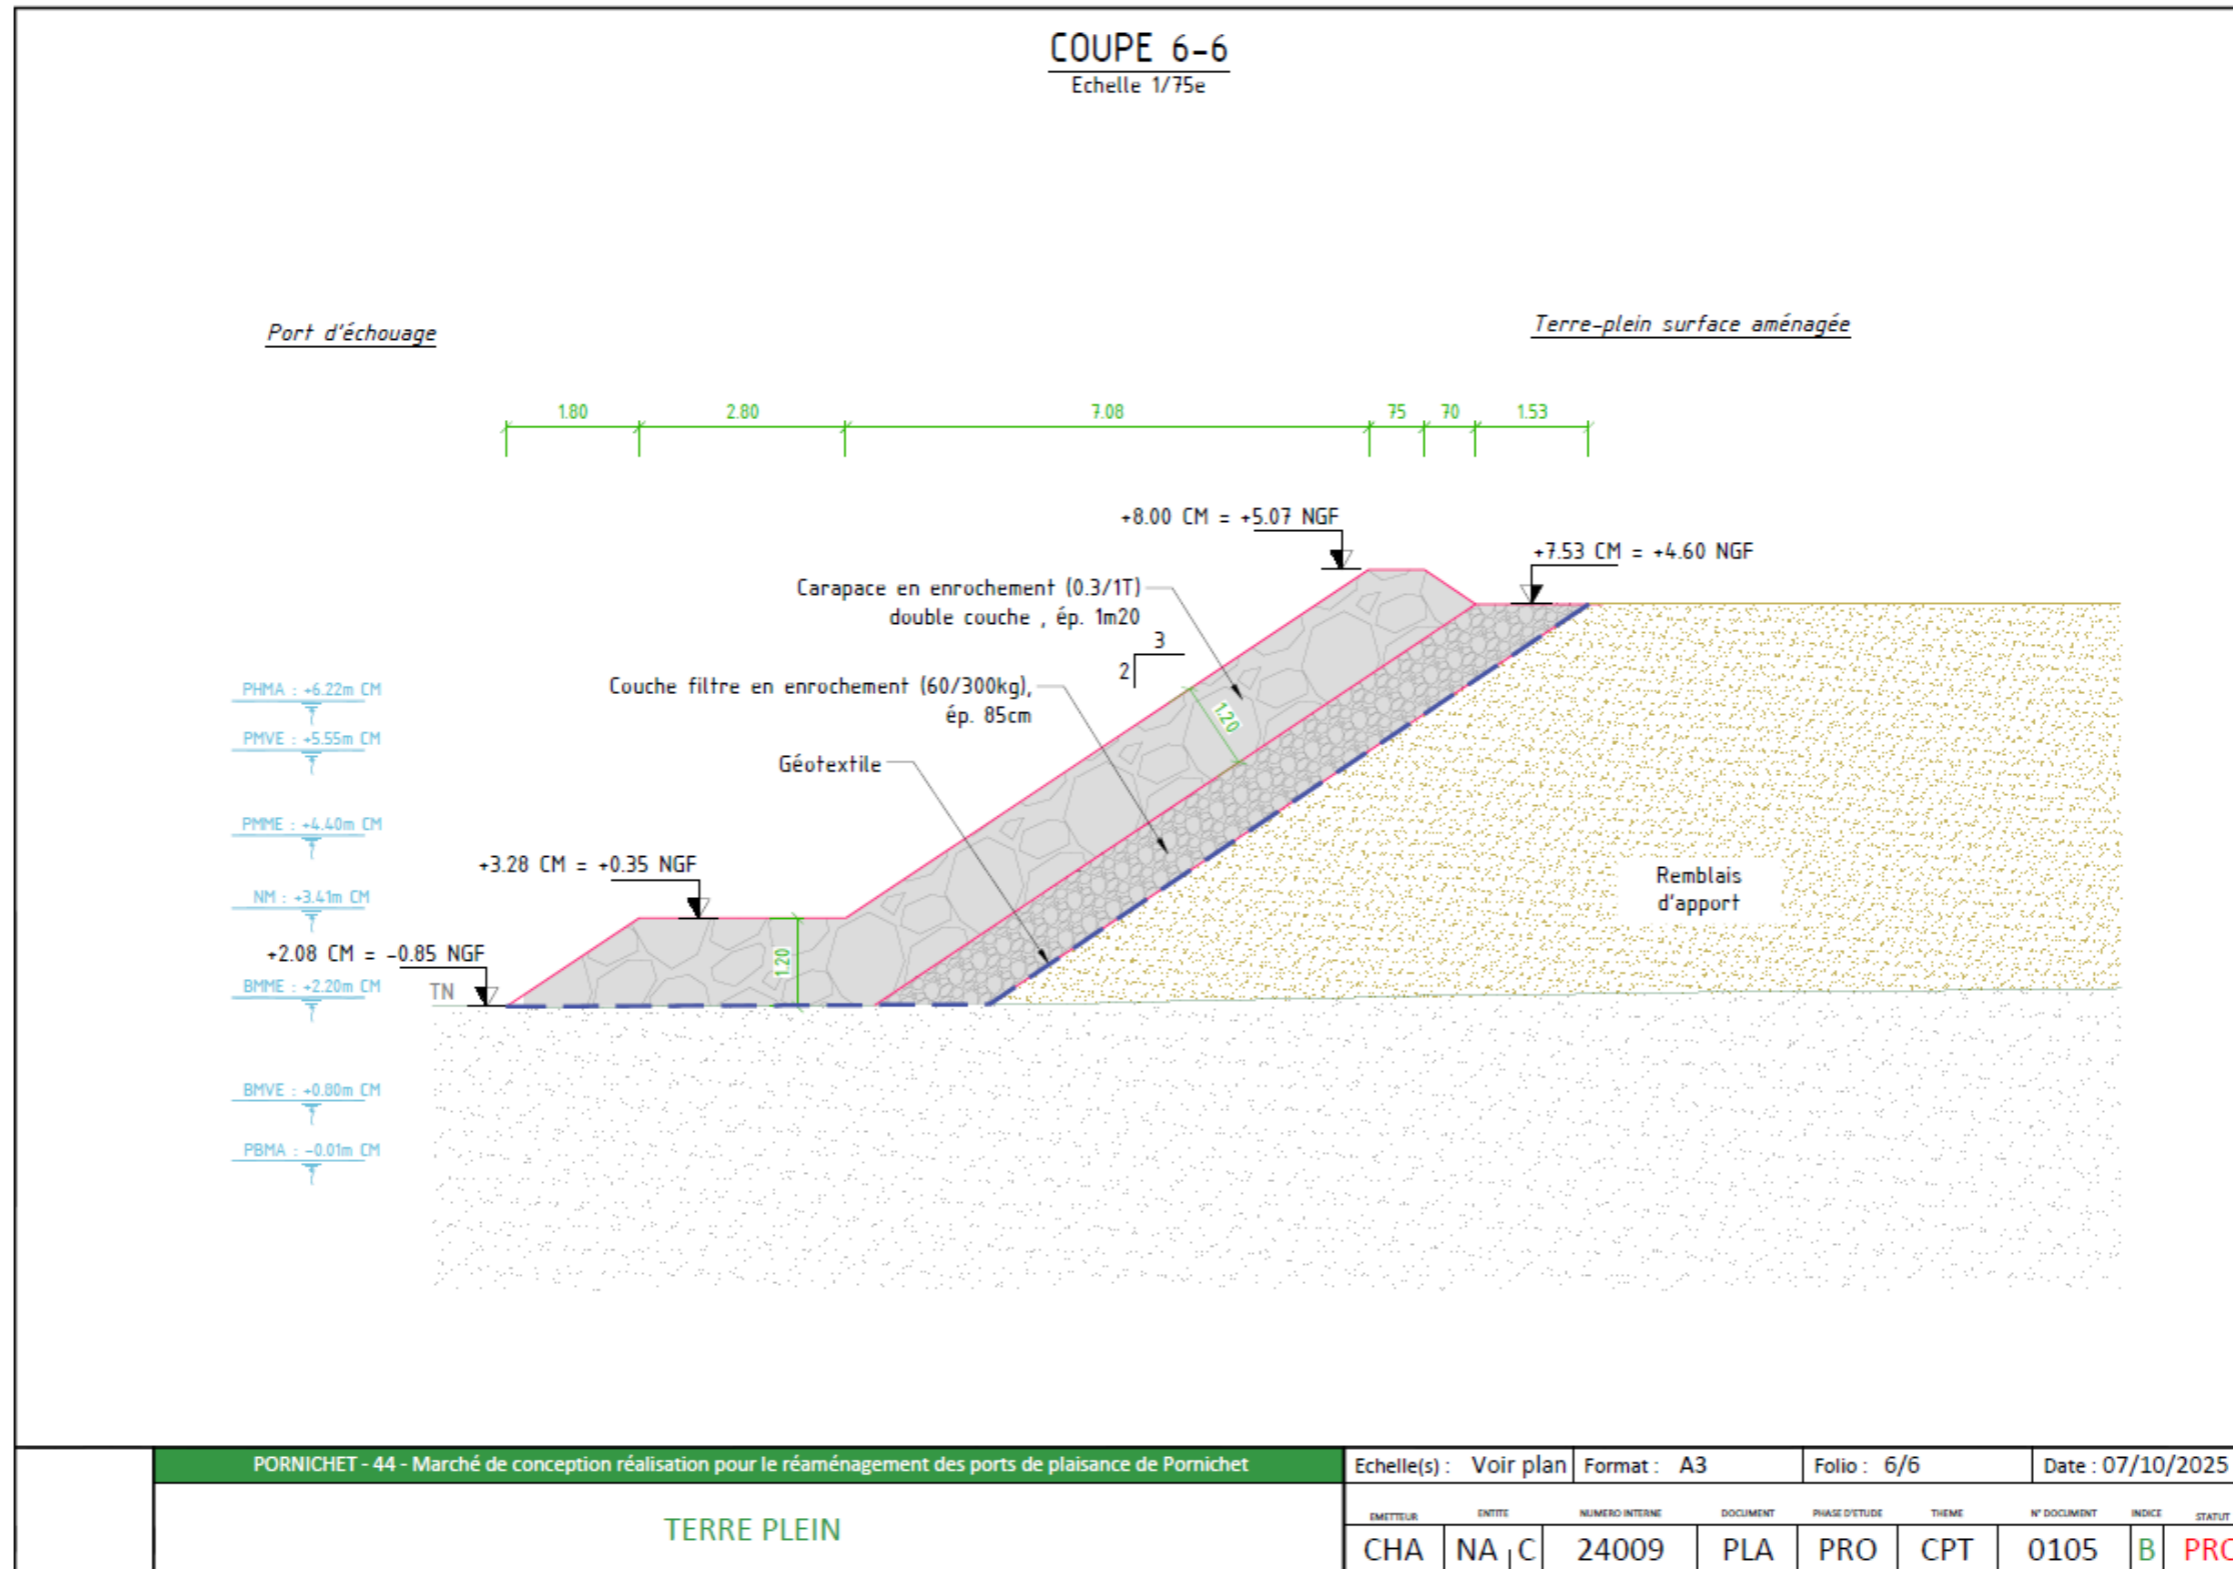 COUPE 6-6
Echelle 1/75e
Port d'échouage
Terre-plein surface aménagée
1.80
2.80
7.08
75
70
1.53
+8.00 CM = +5.07 NGF
+7.53 CM = +4.60 NGF
Carapace en enrochement (0.3/1T)
double couche , ép. 1m20
3
2
Couche filtre en enrochement (60/300kg),
ép. 85cm
1.20
Géotextile
PHMA : +6.22m CM
PMVE : +5.55m CM
PMME : +4.40m CM
+3.28 CM = +0.35 NGF
NM : +3.41m CM
Remblais
d'apport
+2.08 CM = -0.85 NGF
1.20
BMME : +2.20m CM
TN
BMVE : +0.80m CM
PBMA : -0.01m CM
PORNICHET - 44 - Marché de conception réalisation pour le réaménagement des ports de plaisance de Pornichet
Echelle(s) : Voir plan
Format : A3
Folio : 6/6
Date : 07/10/2025
TERRE PLEIN
EMETTEUR
ENTITE
NUMERO INTERNE
DOCUMENT
PHASE D'ETUDE
THEME
N° DOCUMENT
INDICE
STATUT
CHA
NA
C
24009
PLA
PRO
CPT
0105
B
PRO